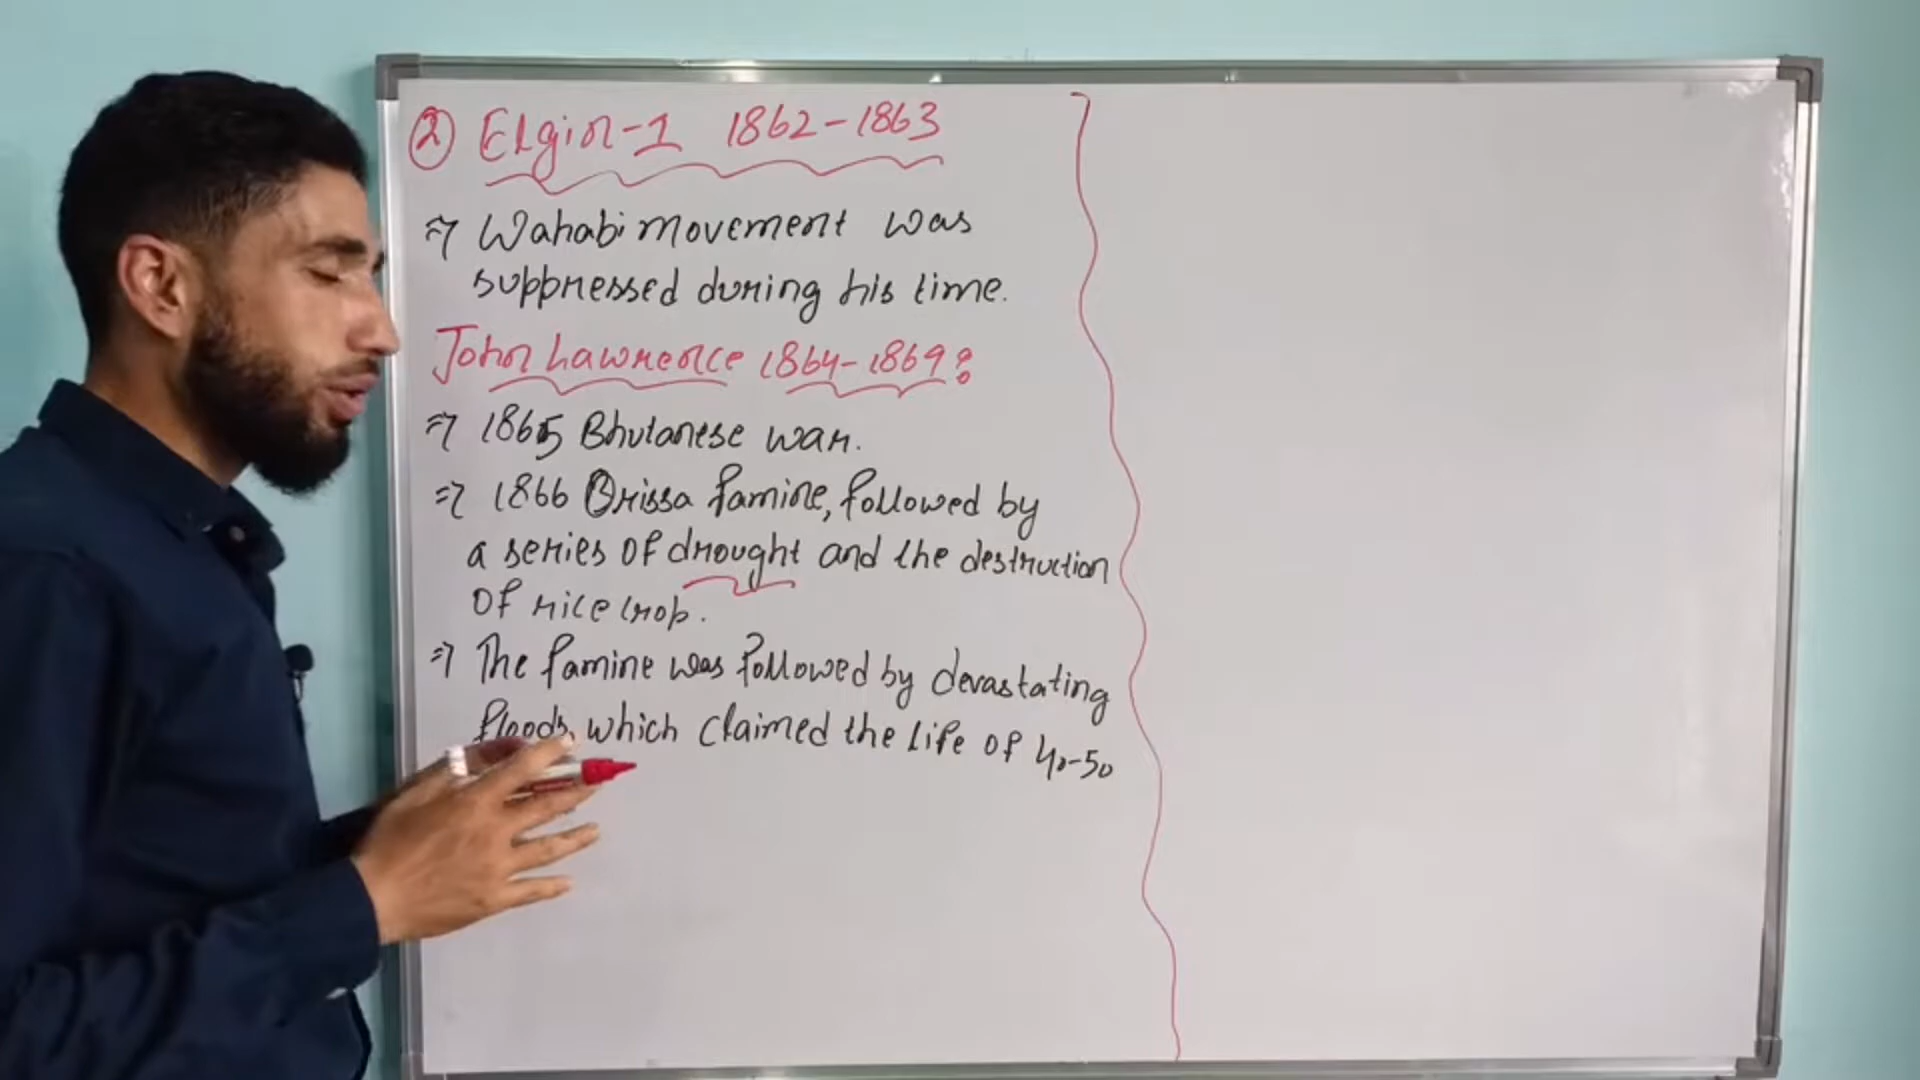 ② Elgin-1 1862-1863
⇒ Wahabi movement was
suppressed during his time.
John Lawrence 1864-1869:
⇒ 1865 Bhutanese war.
⇒ 1866 Orissa famine, followed by
a series of drought and the destruction
of rice crop.
⇒ The famine was followed by devastating
floods, which claimed the life of 40-50